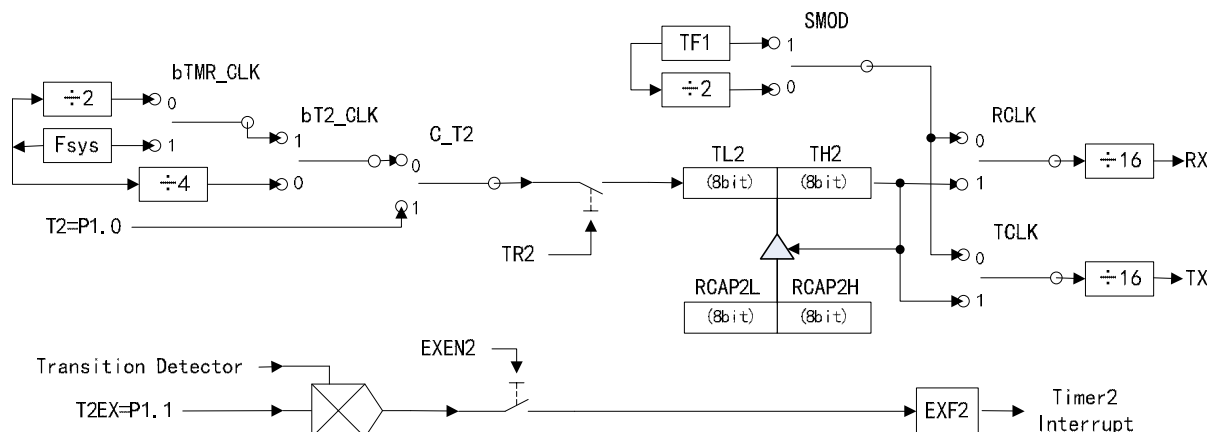 SMOD
TF1
1
÷2
0
bTMR_CLK
÷2
0
bT2_CLK
Fsys
1
1
C_T2
RCLK
0
0
÷4
0
TL2
TH2
(8bit)
(8bit)
1
÷16
RX
1
T2=P1.0
TCLK
TR2
0
÷16
TX
RCAP2L
RCAP2H
1
(8bit)
(8bit)
EXEN2
Transition Detector
T2EX=P1.1
EXF2
Timer2
Interrupt